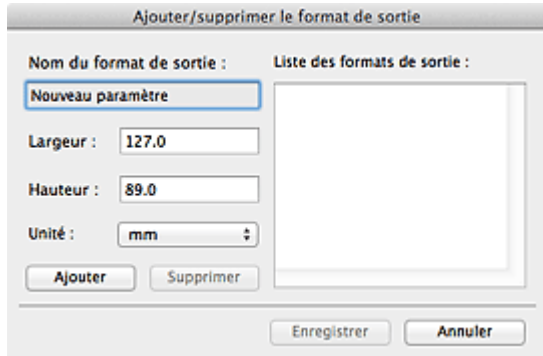 Ajouter/supprimer le format de sortie
Nom du format de sortie :
Liste des formats de sortie :
Nouveau paramètre
Largeur :
127.0
Hauteur :
89.0
Unité :
mm
Ajouter
Supprimer
Enregistrer
Annuler